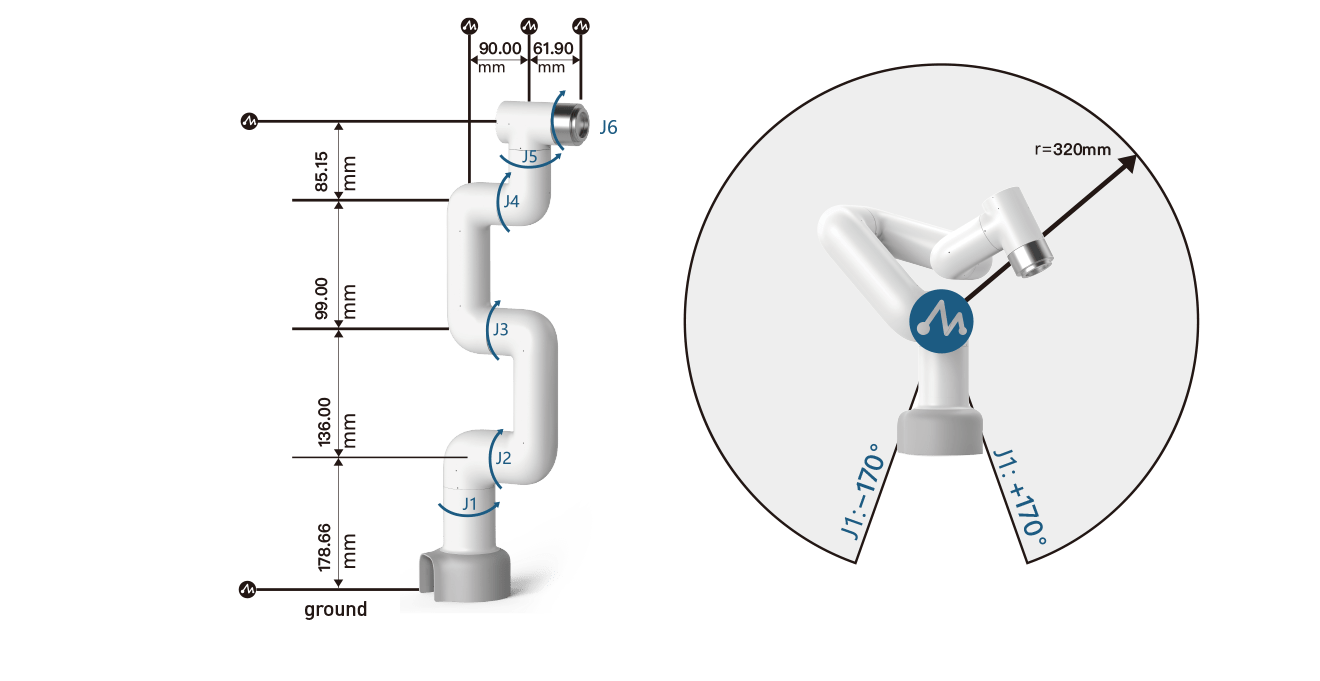 90.00
mm
61.90
mm
J6
J5
J4
85.15
mm
99.00
mm
J3
136.00
mm
J2
J1
178.66
mm
ground
r=320mm
J1:−170°
J1: +170°